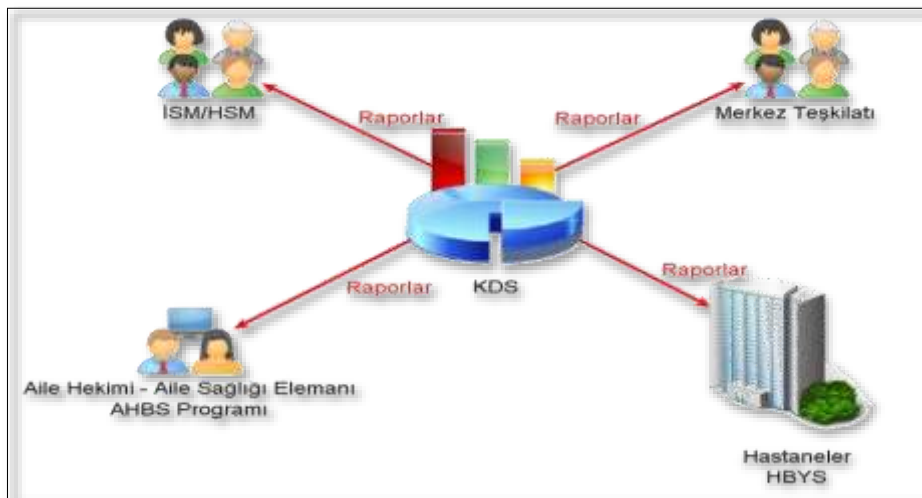 İSM/HSM
Merkez Teşkilatı
Raporlar
Raporlar
KDS
Raporlar
Raporlar
Aile Hekimi - Aile Sağlığı Elemanı
AHBS Programı
Hastaneler
HBYS